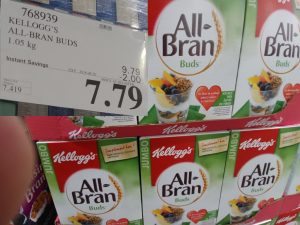 768939
KELLOGG'S
ALL-BRAN BUDS
1.05 kg
Instant Savings
9.79
2.00
7.419
7.79
All-
Bran
Buds
All-
Bran
Buds
JUMBO
Kellogg's
All-
Bran
Buds
JUMBO
Kellogg's
All-
Bran
Buds
JUMBO
Kellogg's
All-
Bran
Buds